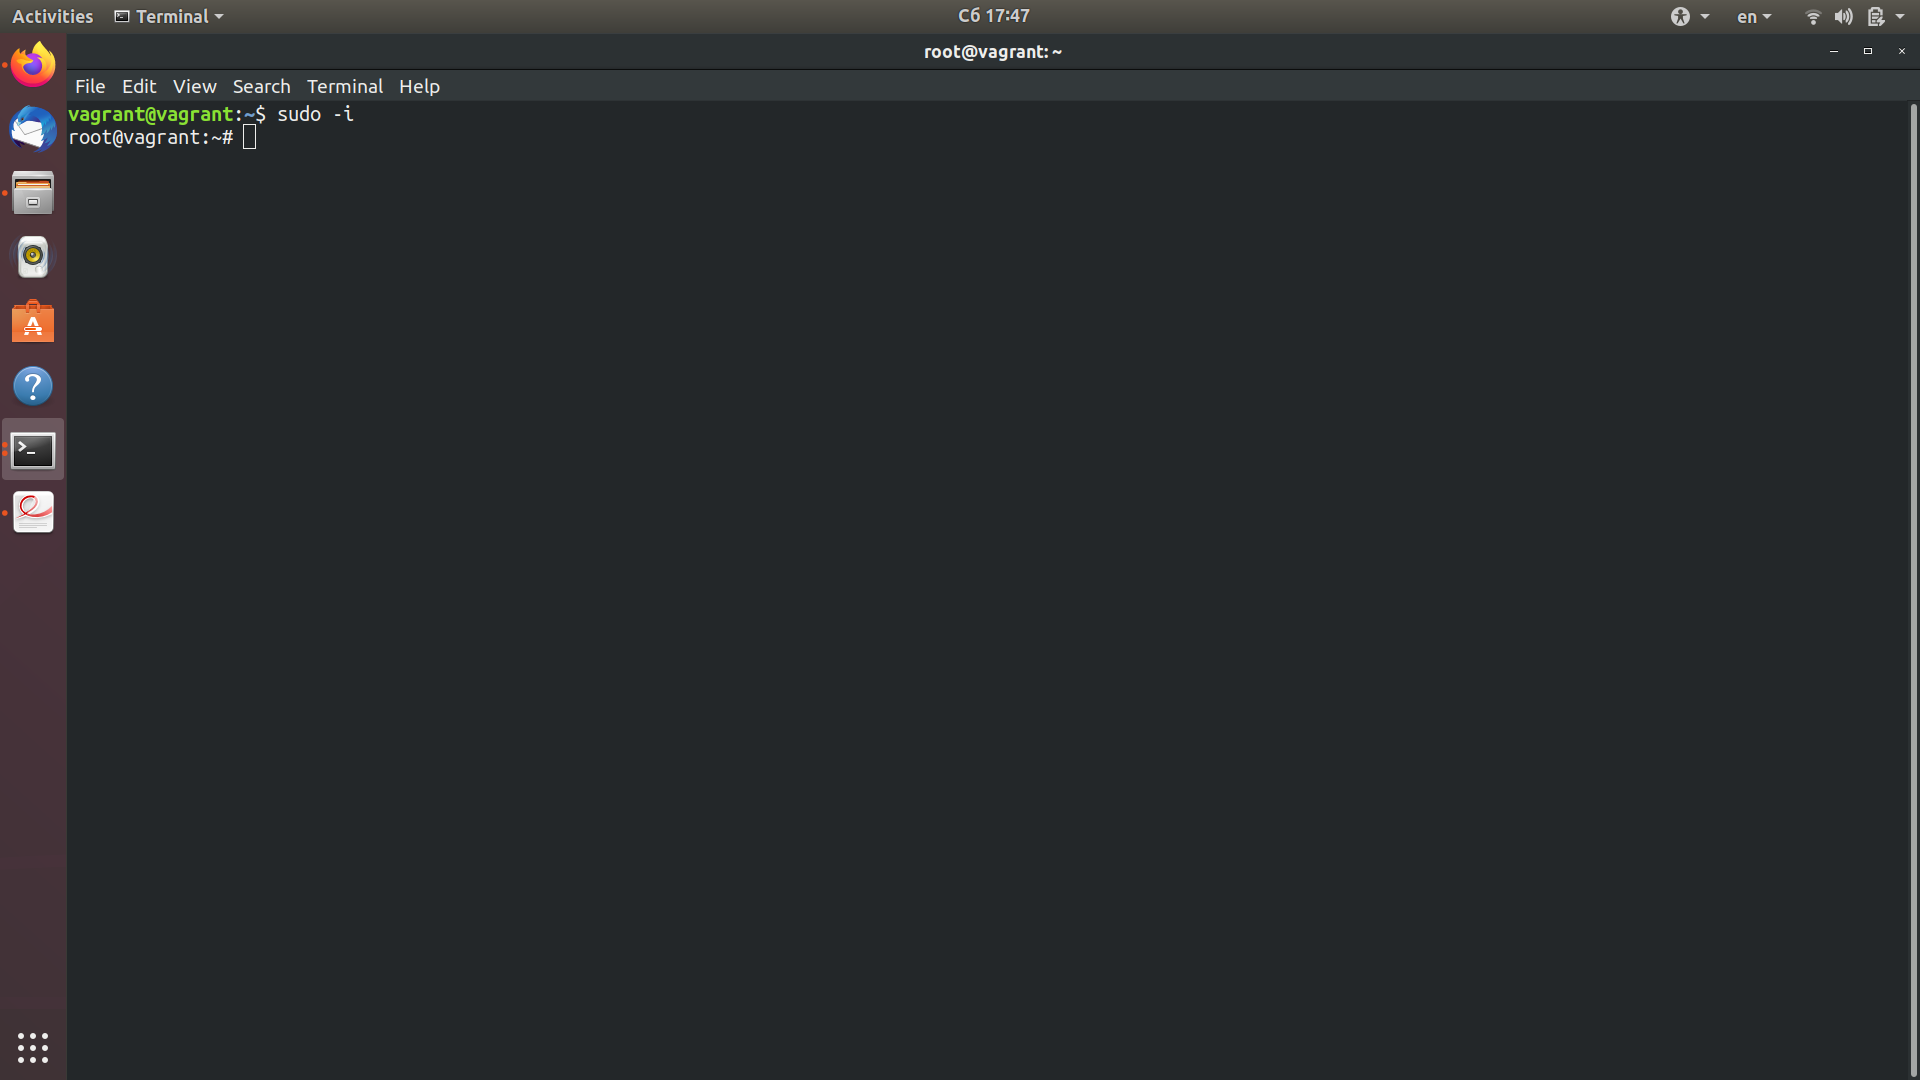 Activities Terminal Сб 17:47 en
root@vagrant: ~
File Edit View Search Terminal Help
vagrant@vagrant:~$ sudo -i
root@vagrant:~#